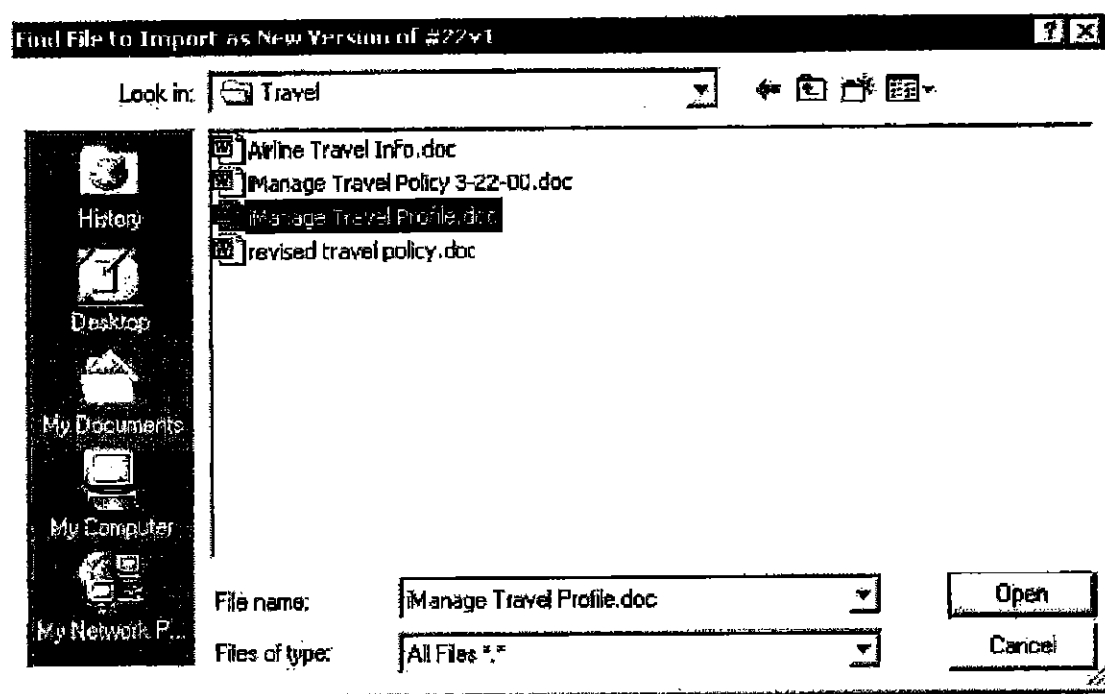 Find File to Import as New Version of #22v1
Look in: Travel
Airline Travel Info.doc
iManage Travel Policy 3-22-00.doc
iManage Travel Profile.doc
revised travel policy.doc
History
Desktop
My Documents
My Computer
My Network P...
File name: iManage Travel Profile.doc
Open
Files of type: All Files *.*
Cancel